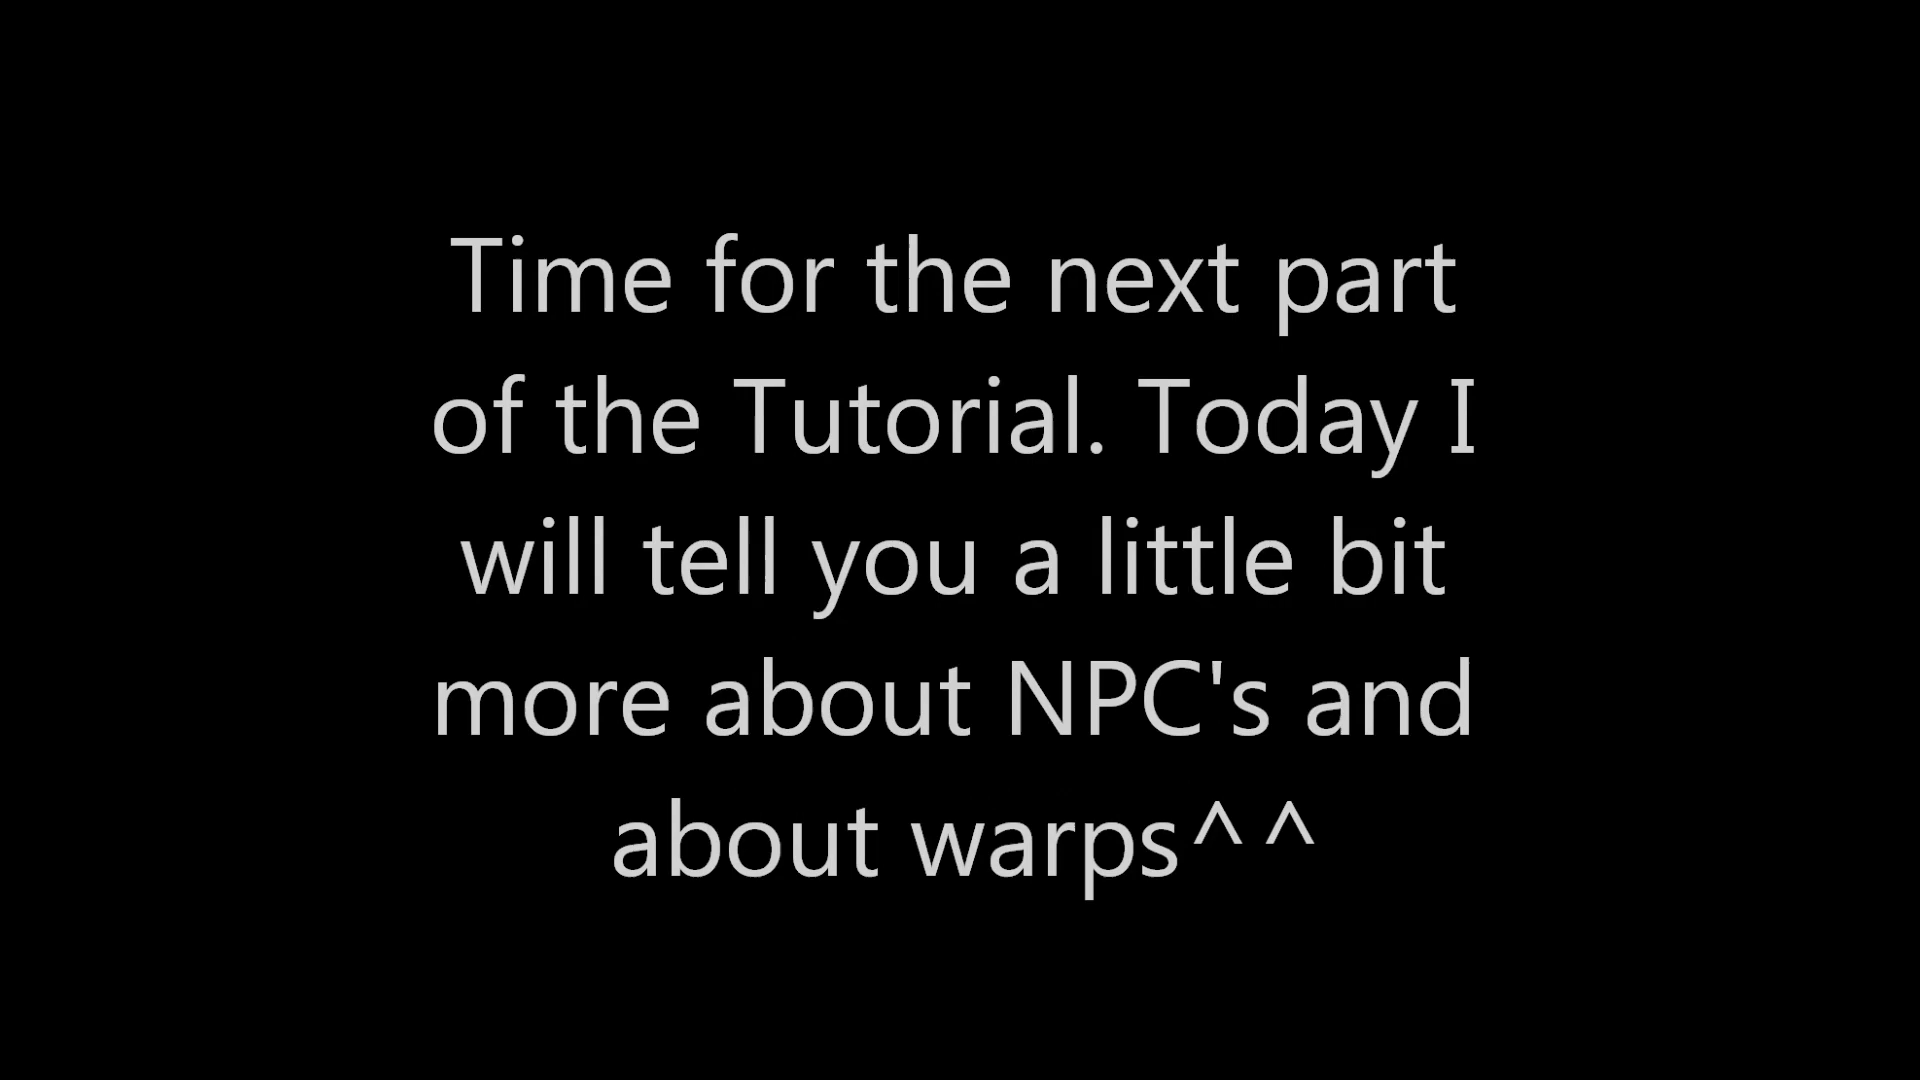 Time for the next part
of the Tutorial. Today I
will tell you a little bit
more about NPC's and
about warps^^